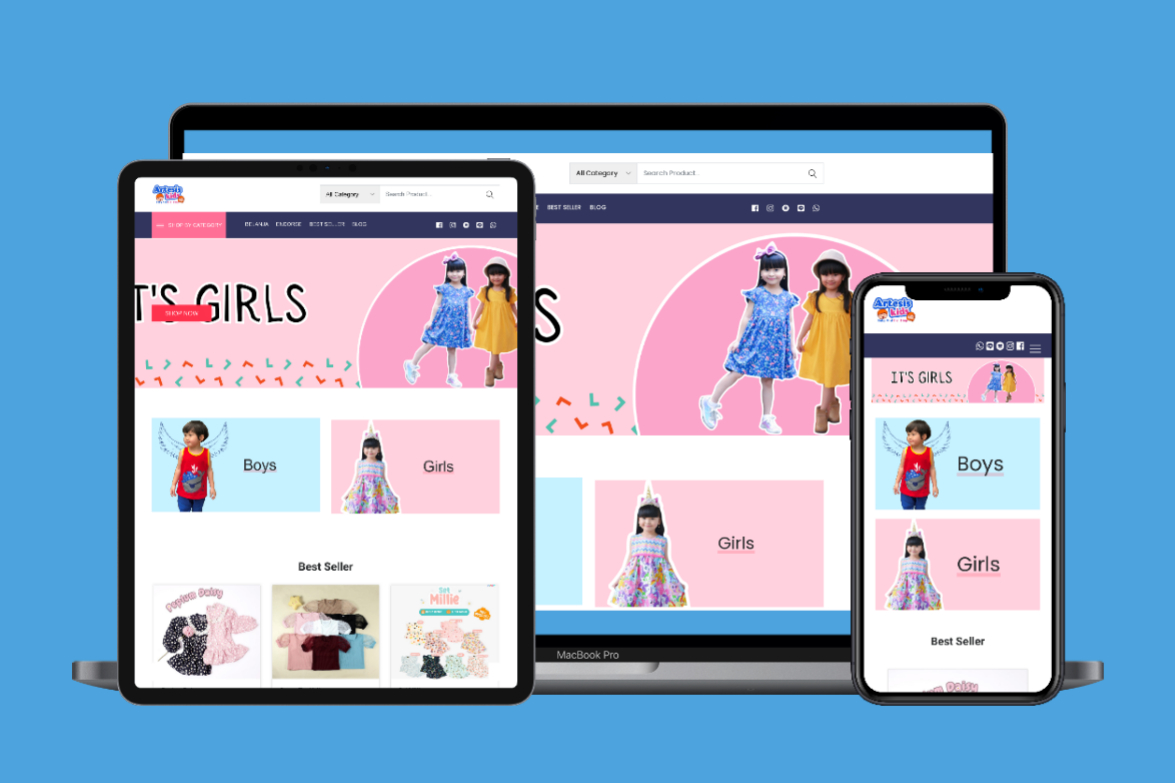 Artesis
Kids
All Category
Search Product...
SHOP BY CATEGORY
BELANJA
ENDORSE
BEST SELLER
BLOG
IT'S GIRLS
SHOP NOW
Boys
Girls
Best Seller
Peplum Daisy
SET
Millie
All Category
Search Product...
BEST SELLER
BLOG
S
Girls
MacBook Pro
Artesis
Kids
IT'S GIRLS
Boys
Girls
Best Seller
Peplum Daisy